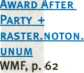 Award After
Party +
raster.noton.
unum
WMF, p. 62